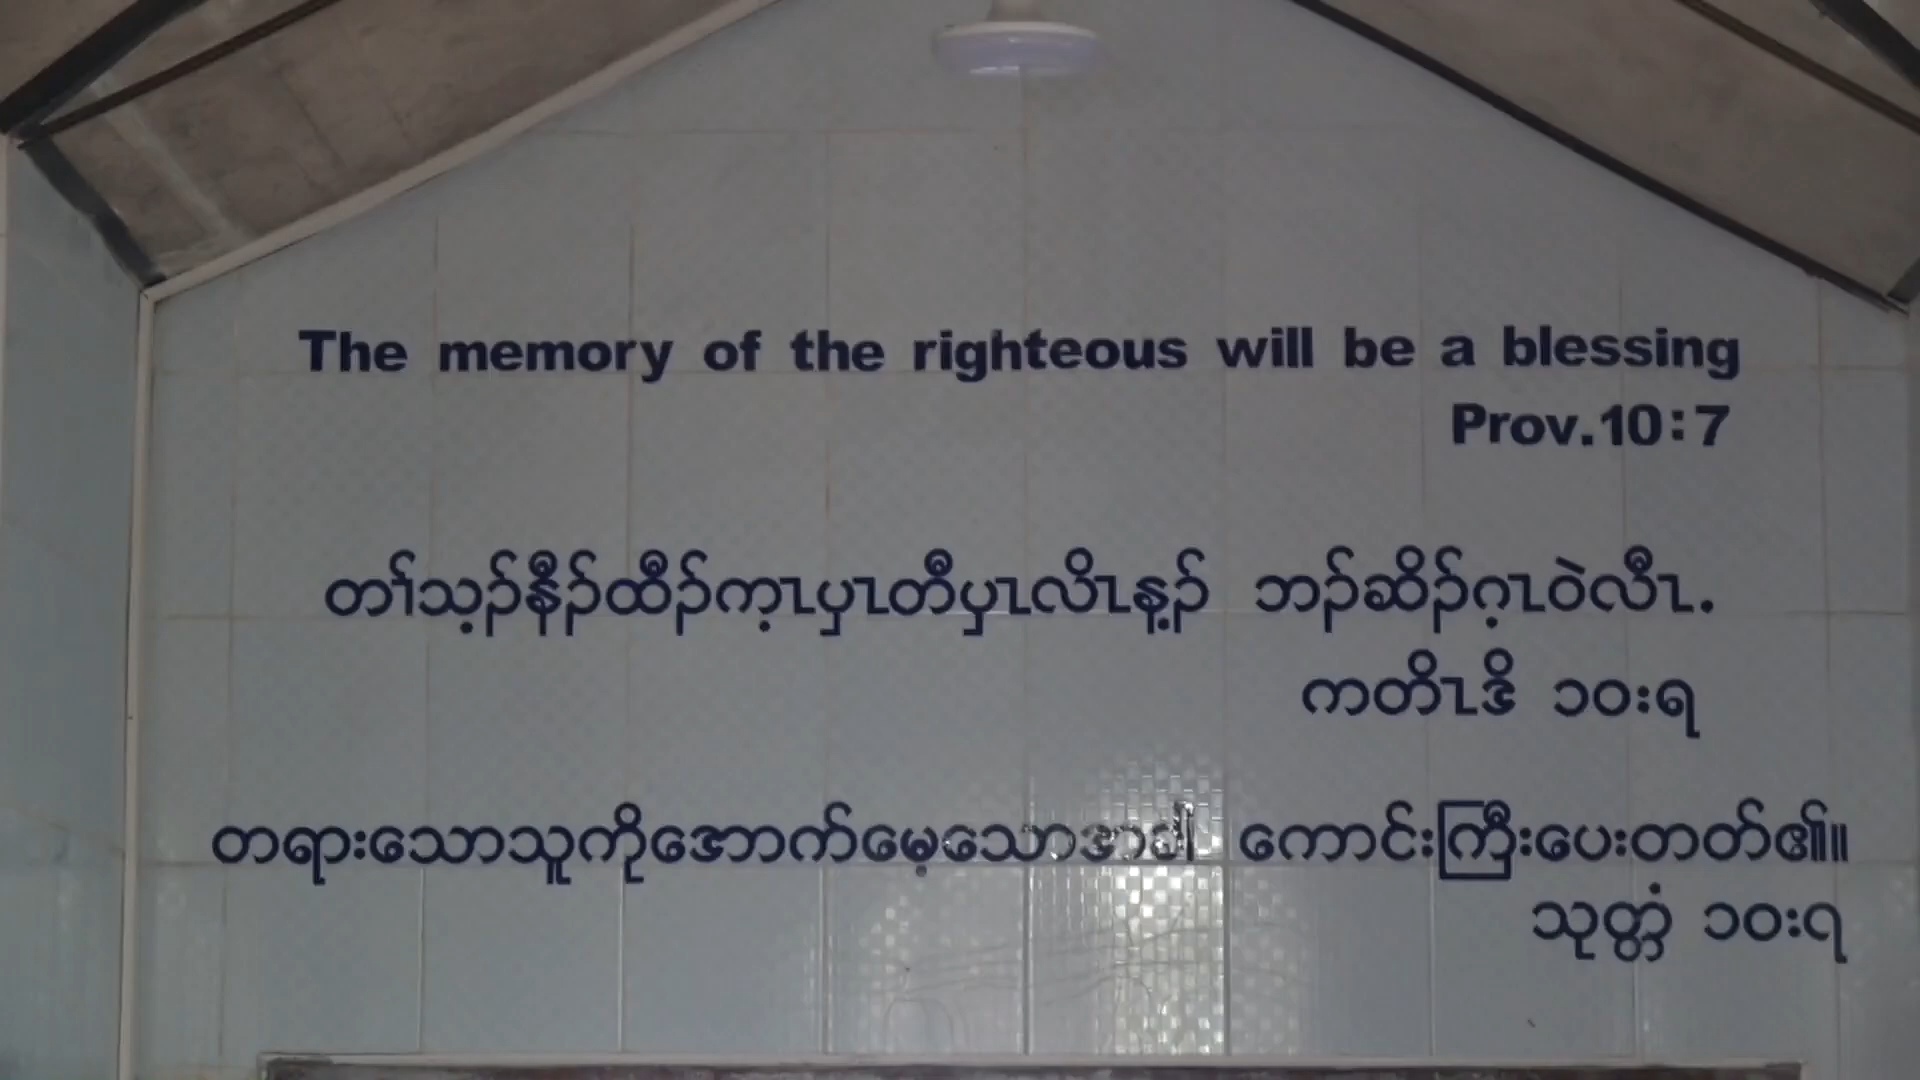 The memory of the righteous will be a blessing
Prov.10:7
တၢ်သ့ၣ်နီၣ်ထီၣ်က့ၤပှၤတီပှၤလိၤန့ၣ် ဘၣ်ဆိၣ်ဂ့ၤဝဲလီၤ.
ကတိၤဒိ ၁၀း၇
တရားသောသူကိုအောက်မေ့သောအခါ ကောင်းကြီးပေးတတ်၏။
သုတ္တံ ၁၀း၇